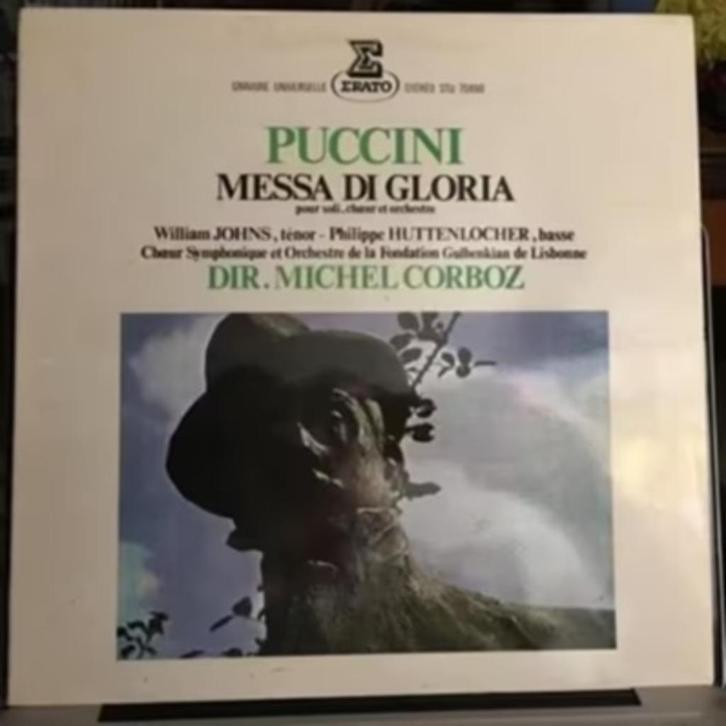 Σ
GRAVURE UNIVERSELLE ΣRATO STEREO STU 70890
PUCCINI
MESSA DI GLORIA
pour soli, chœur et orchestre
William JOHNS, ténor - Philippe HUTTENLOCHER, basse
Chœur Symphonique et Orchestre de la Fondation Gulbenkian de Lisbonne
DIR. MICHEL CORBOZ